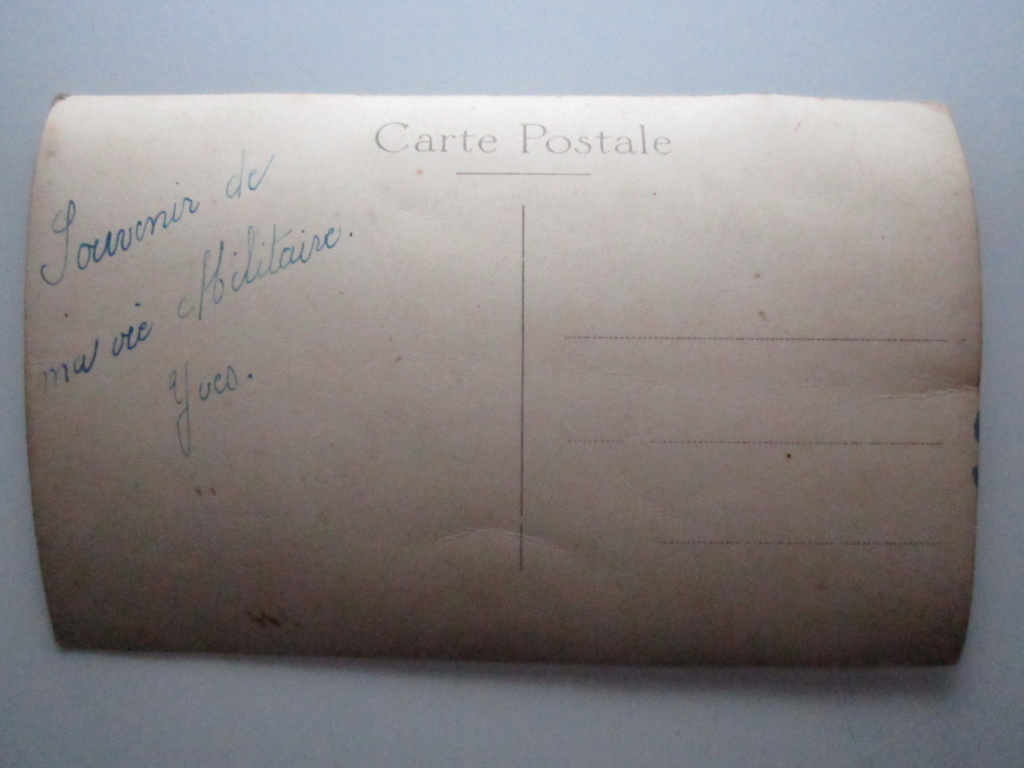 Carte Postale
Souvenir de
ma vie Militaire.
Yves.